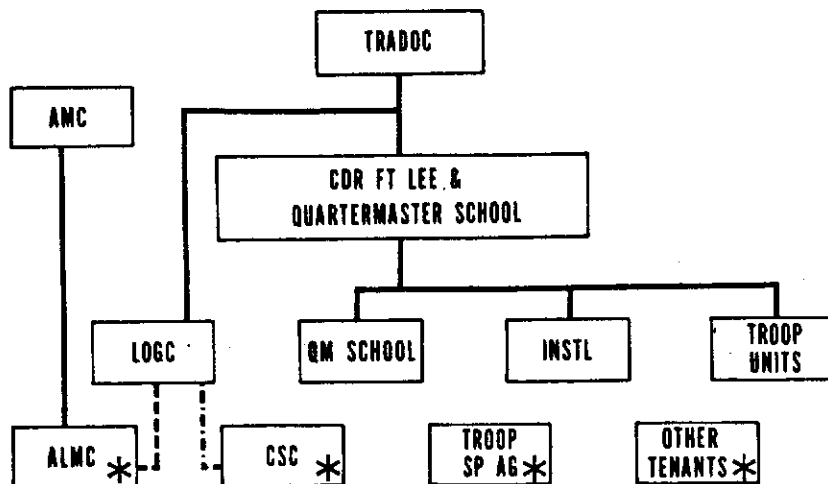 TRADOC
AMC
CDR FT LEE &
QUARTERMASTER SCHOOL
LOGC
QM SCHOOL
INSTL
TROOP
UNITS
ALMC *
CSC *
TROOP
SP AG *
OTHER
TENANTS *